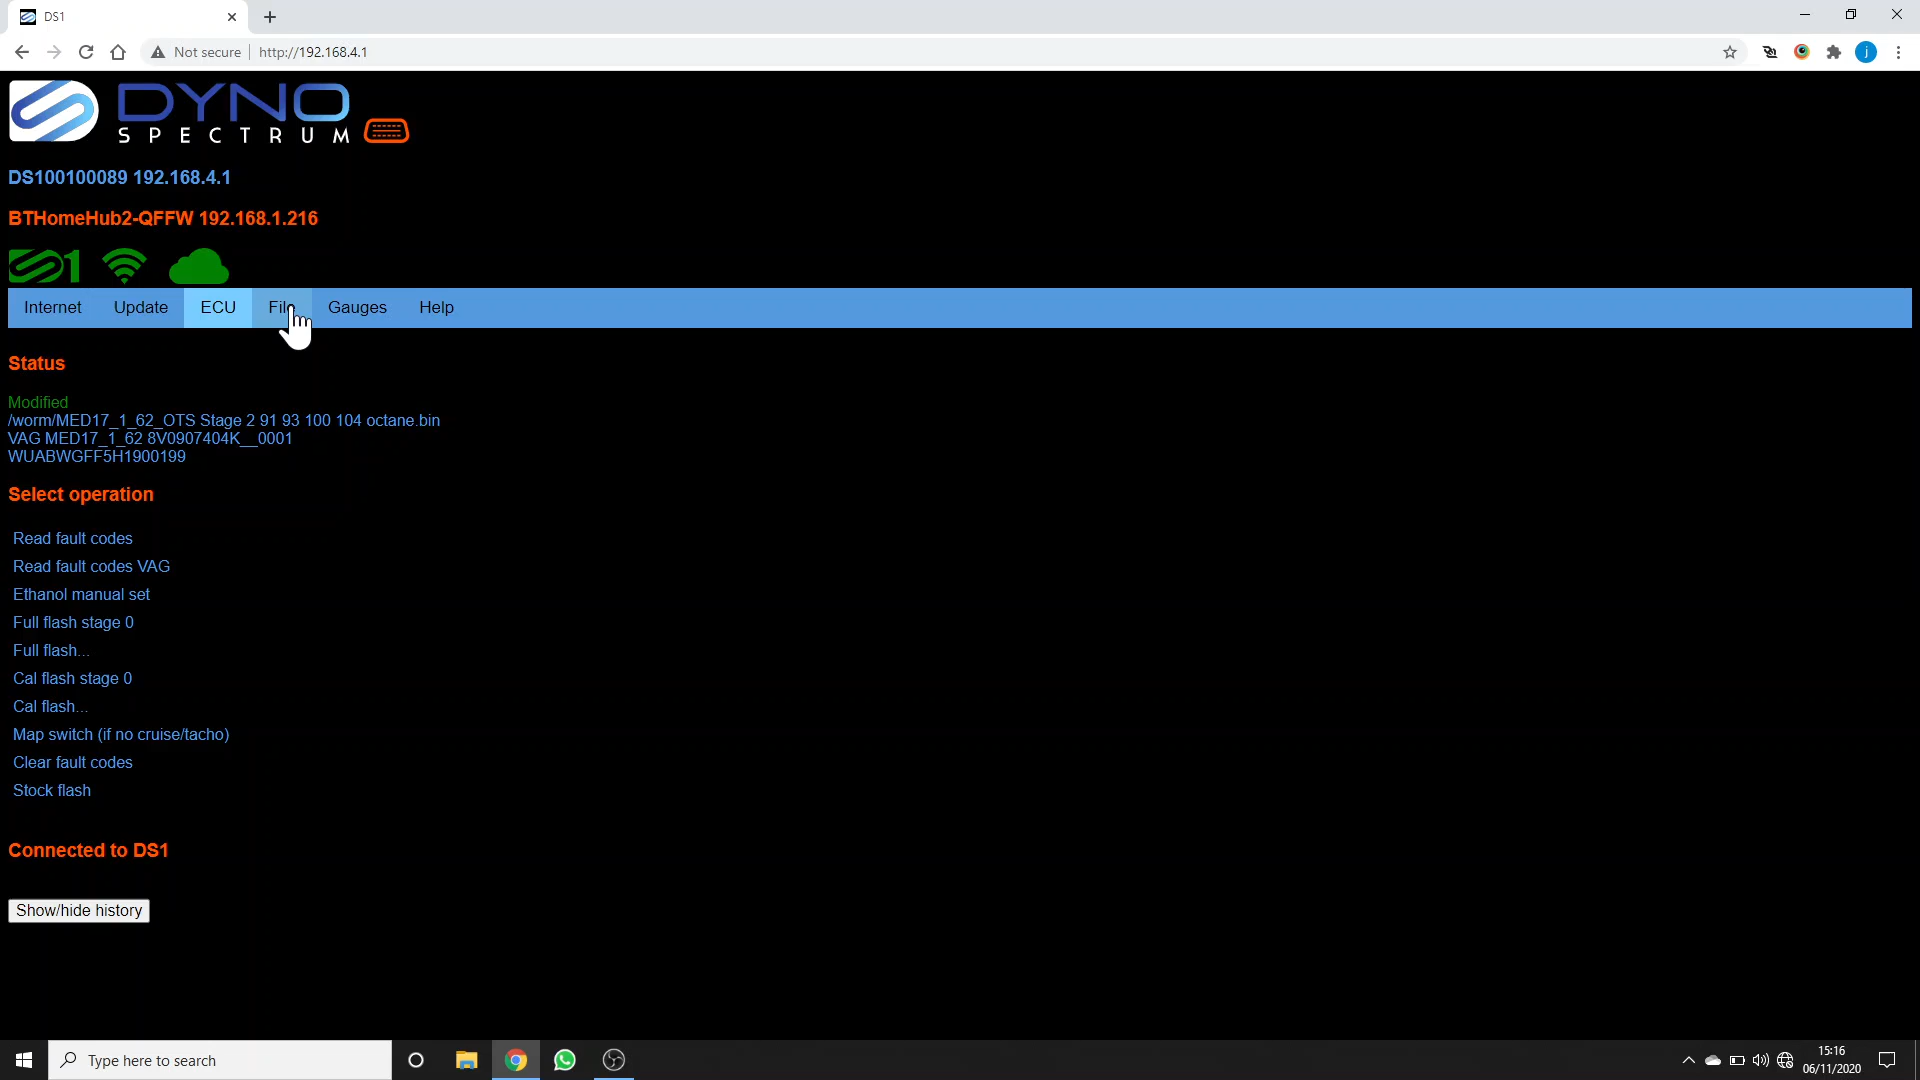 DS1
Not secure http://192.168.4.1
j
DYNO
SPECTRUM
DS100100089 192.168.4.1
BTHomeHub2-QFFW 192.168.1.216
S1
Internet Update ECU File Gauges Help
Status
Modified
/worm/MED17_1_62_OTS Stage 2 91 93 100 104 octane.bin
VAG MED17_1_62 8V0907404K__0001
WUABWGFF5H1900199
Select operation
Read fault codes
Read fault codes VAG
Ethanol manual set
Full flash stage 0
Full flash...
Cal flash stage 0
Cal flash...
Map switch (if no cruise/tacho)
Clear fault codes
Stock flash
Connected to DS1
Show/hide history
Type here to search
15:16
06/11/2020